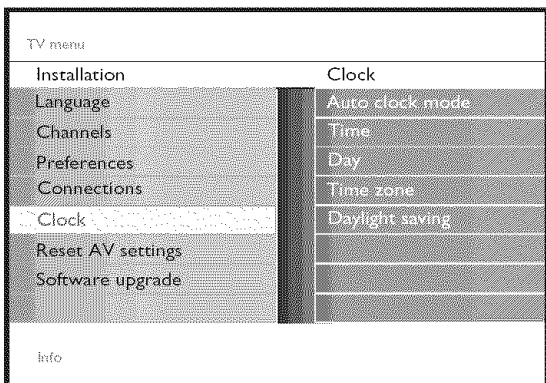 TV menu
Installation
Clock
Language
Auto clock mode
Channels
Time
Preferences
Day
Connections
Time zone
Clock
Daylight saving
Reset AV settings
Software upgrade
Info